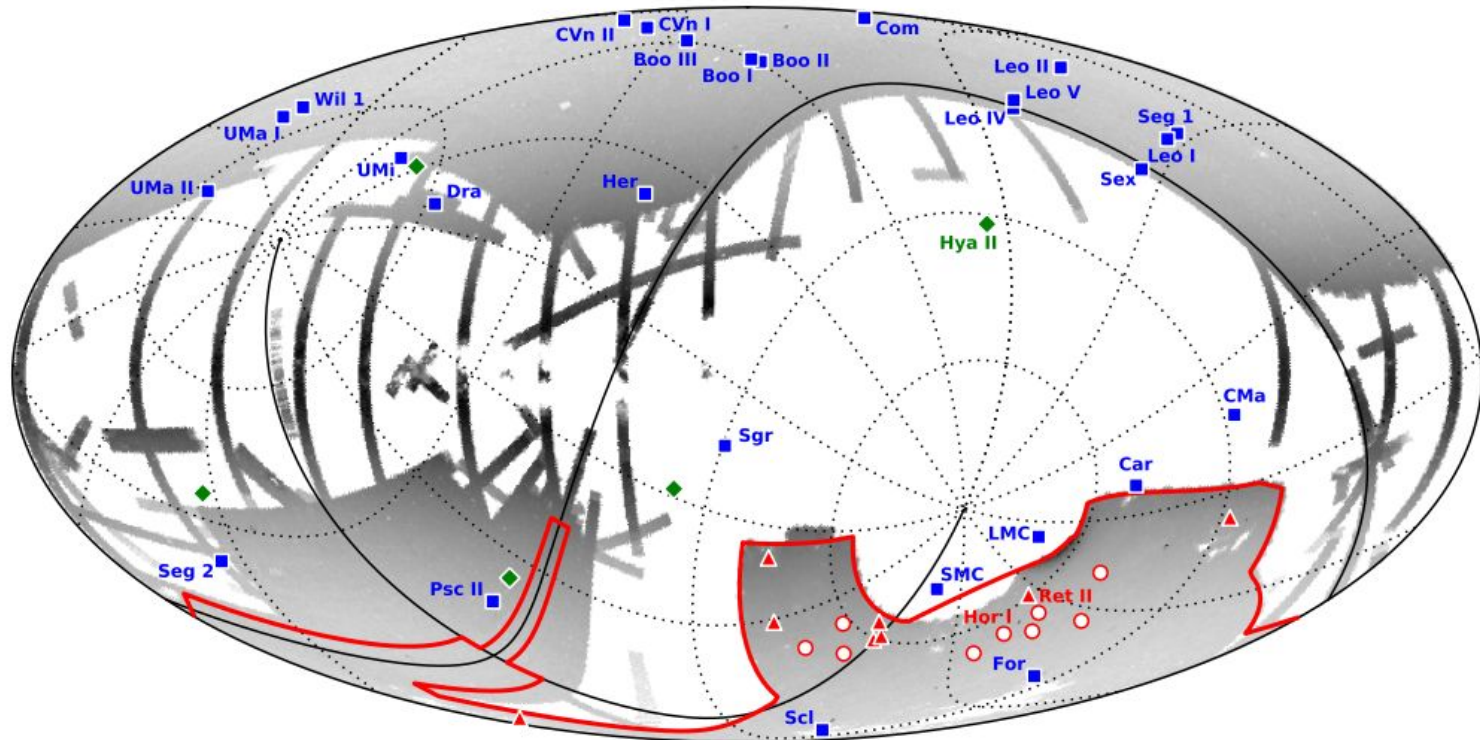 CVn II
CVn I
Com
Boo III
Boo I
Boo II
Leo II
Wil 1
Leo V
UMa I
Leo IV
Seg 1
Leo I
UMi
UMa II
Dra
Her
Sex
Hya II
CMa
Sgr
Car
LMC
Seg 2
Psc II
SMC
Ret II
Hor I
For
Scl